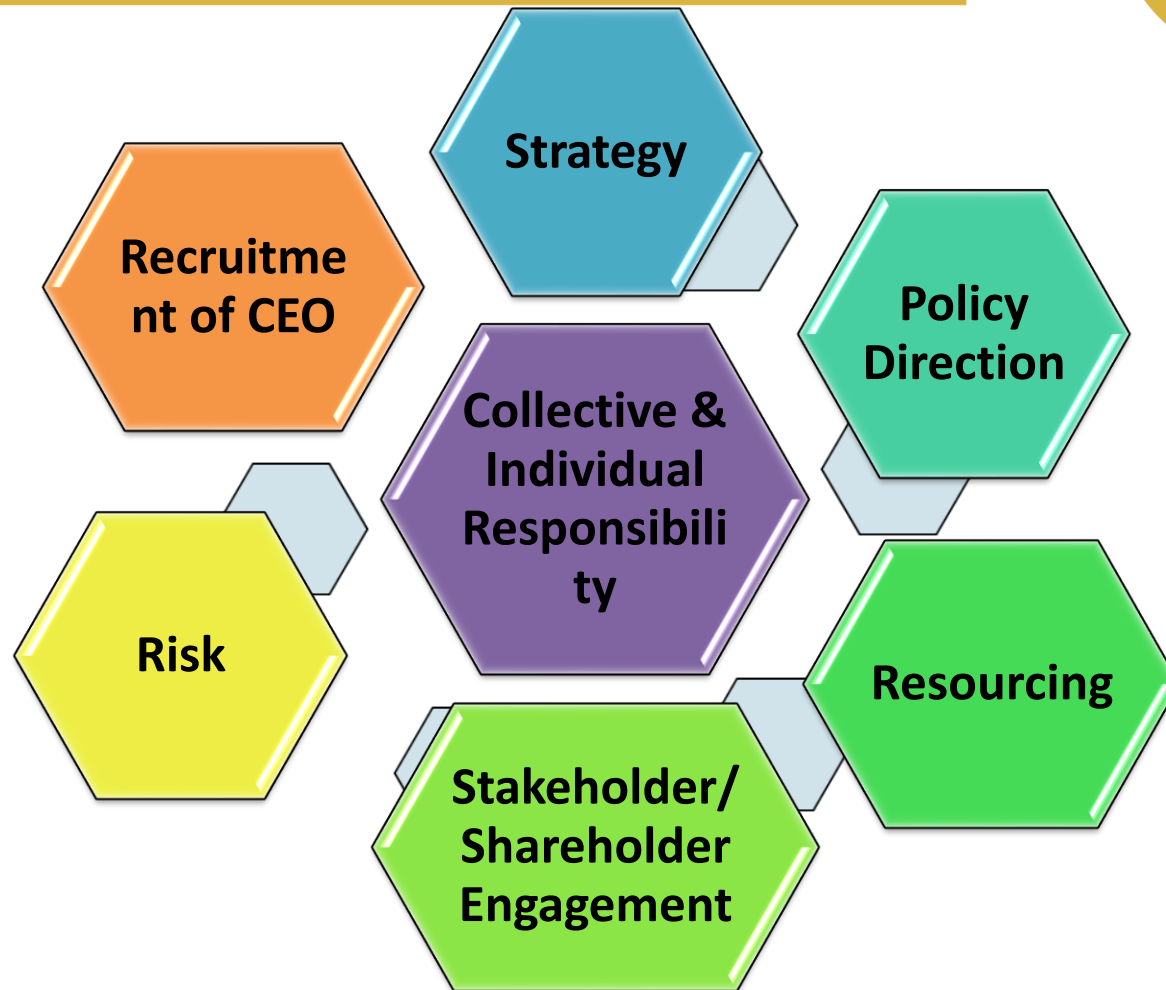 Strategy
Recruitme
nt of CEO
Policy
Direction
Collective &
Individual
Responsibili
ty
Risk
Resourcing
Stakeholder/
Shareholder
Engagement